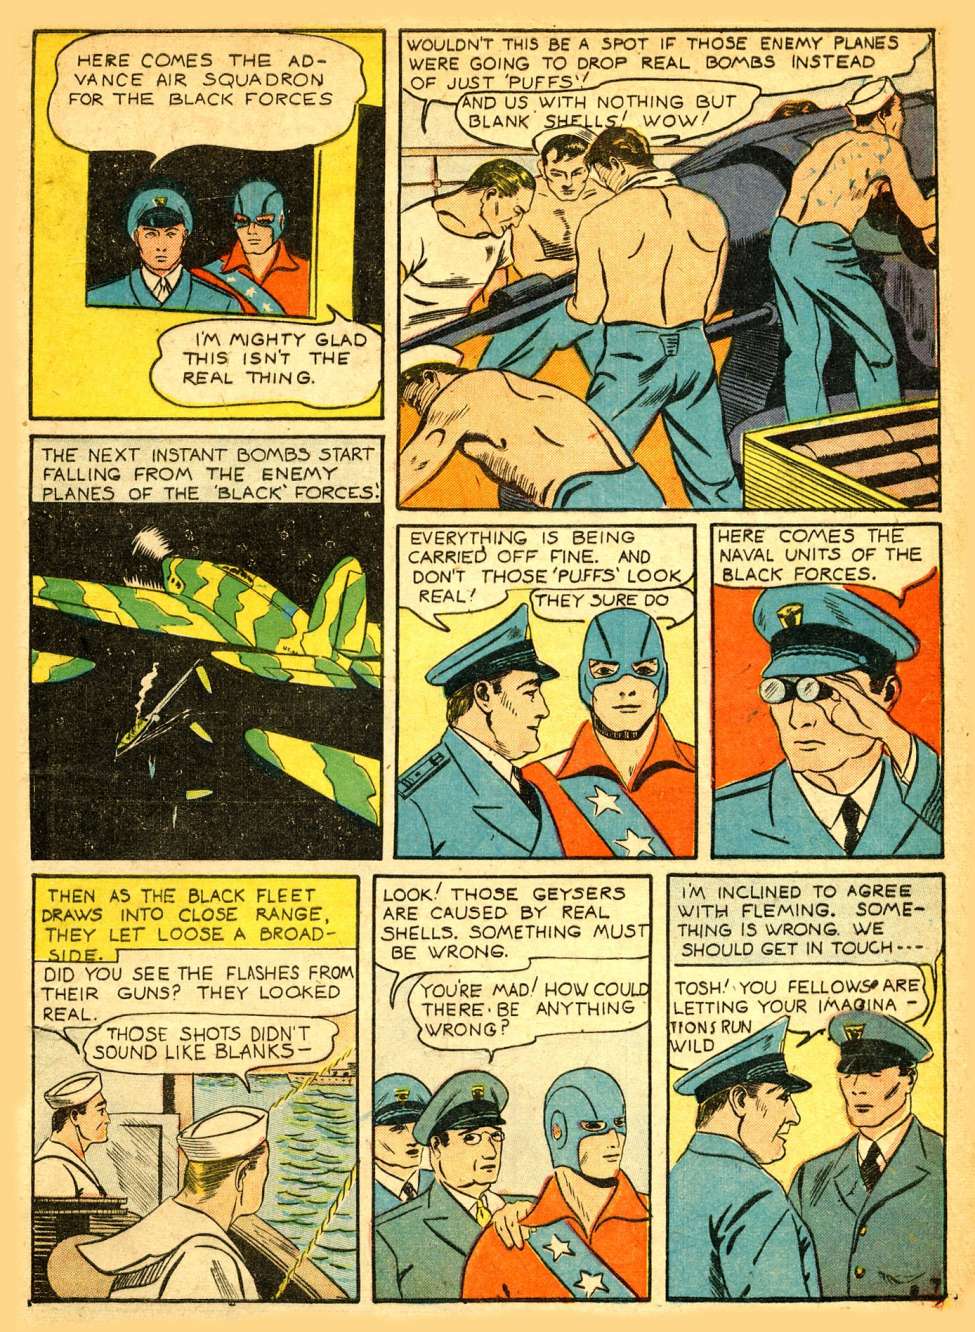 HERE COMES THE AD-
VANCE AIR SQUADRON
FOR THE BLACK FORCES
I'M MIGHTY GLAD
THIS ISN'T THE
REAL THING.
WOULDN'T THIS BE A SPOT IF THOSE ENEMY PLANES
WERE GOING TO DROP REAL BOMBS INSTEAD
OF JUST 'PUFFS'!
AND US WITH NOTHING BUT
BLANK SHELLS! WOW!
THE NEXT INSTANT BOMBS START
FALLING FROM THE ENEMY
PLANES OF THE 'BLACK' FORCES!
EVERYTHING IS BEING
CARRIED OFF FINE. AND
DON'T THOSE 'PUFFS' LOOK
REAL!
THEY SURE DO
HERE COMES THE
NAVAL UNITS OF THE
BLACK FORCES.
THEN AS THE BLACK FLEET
DRAWS INTO CLOSE RANGE,
THEY LET LOOSE A BROAD-
SIDE.
DID YOU SEE THE FLASHES FROM
THEIR GUNS? THEY LOOKED
REAL.
THOSE SHOTS DIDN'T
SOUND LIKE BLANKS-
LOOK! THOSE GEYSERS
ARE CAUSED BY REAL
SHELLS. SOMETHING MUST
BE WRONG.
YOU'RE MAD! HOW COULD
THERE BE ANYTHING
WRONG?
I'M INCLINED TO AGREE
WITH FLEMING. SOME-
THING IS WRONG. WE
SHOULD GET IN TOUCH----
TOSH! YOU FELLOWS ARE
LETTING YOUR IMAGINA-
TIONS RUN
WILD